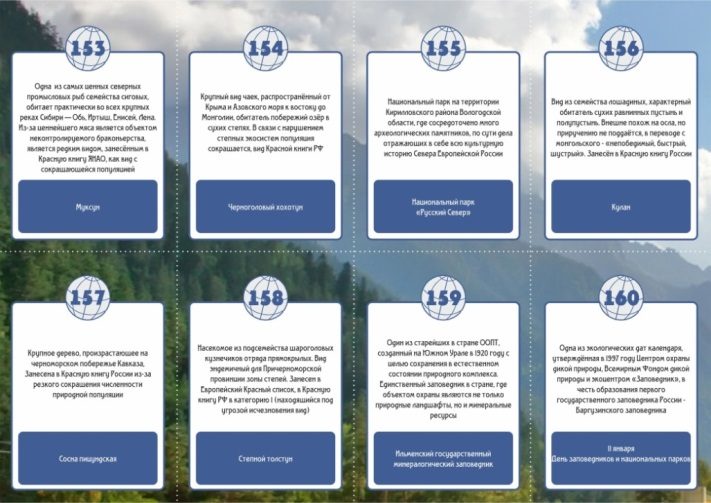 153
Одна из самых ценных северных
промысловых рыб семейства сиговых,
обитает практически во всех крупных
реках Сибири — Обь, Иртыш, Енисей, Лена.
Из-за ценнейшего мяса является объектом
неконтролируемого браконьерства,
является редким видом, занесённым в
Красную книгу ЯНАО, как вид с
сокращающейся популяцией
Муксун
154
Крупный вид чаек, распространённый от
Крыма и Азовского моря к востоку до
Монголии, обитатель побережий озёр в
сухих степях. В связи с нарушением
степных экосистем популяция
сокращается, вид Красной книги РФ
Черноголовый хохотун
155
Национальный парк на территории
Кирилловского района Вологодской
области, где сосредоточено много
археологических памятников, по сути дела
отражающих в себе всю культурную
историю Севера Европейской России
Национальный парк
«Русский Север»
156
Вид из семейства лошадиных, характерный
обитатель сухих равнинных пустынь и
полупустынь. Внешне похож на осла, но
приручению не поддаётся, в переводе с
монгольского - «непобедимый, быстрый,
шустрый». Занесён в Красную книгу России
Кулан
157
Крупное дерево, произрастающее на
черноморском побережье Кавказа,
Занесена в Красную книгу России из-за
резкого сокращения численности
природной популяции
Сосна пицундская
158
Насекомое из подсемейства шароголовых
кузнечиков отряда прямокрылых. Вид
эндемичный для Причерноморской
провинции зоны степей. Занесен в
Европейский Красный список, в Красную
книгу РФ в категорию I (находящийся под
угрозой исчезновения вид)
Степной толстун
159
Один из старейших в стране ООПТ,
созданный на Южном Урале в 1920 году с
целью сохранения в естественном
состоянии природного комплекса.
Единственный заповедник в стране, где
объектом охраны являются не только
природные ландшафты, но и минеральные
ресурсы
Ильменский государственный
минералогический заповедник
160
Одна из экологических дат календаря,
утверждённая в 1997 году Центром охраны
дикой природы, Всемирным Фондом дикой
природы и экоцентром «Заповедник», в
честь образования первого
государственного заповедника России -
Баргузинского заповедника
11 января
День заповедников и национальных парков